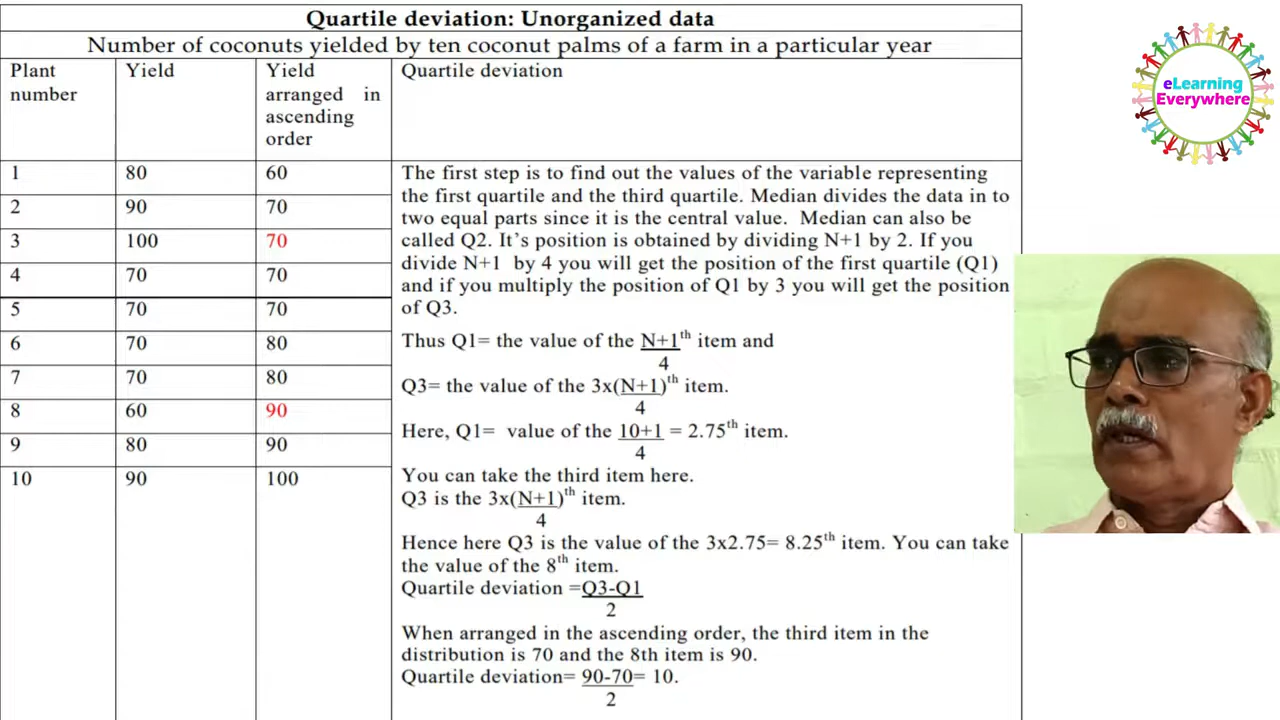 Quartile deviation: Unorganized data
Number of coconuts yielded by ten coconut palms of a farm in a particular year
Plant number Yield Yield arranged in ascending order Quartile deviation
1 80 60
2 90 70
3 100 70
4 70 70
5 70 70
6 70 80
7 70 80
8 60 90
9 80 90
10 90 100
The first step is to find out the values of the variable representing
the first quartile and the third quartile. Median divides the data in to
two equal parts since it is the central value. Median can also be
called Q2. It's position is obtained by dividing N+1 by 2. If you
divide N+1 by 4 you will get the position of the first quartile (Q1)
and if you multiply the position of Q1 by 3 you will get the position
of Q3.
Thus Q1= the value of the N+1th item and
4
Q3= the value of the 3x(N+1)th item.
4
Here, Q1= value of the 10+1 = 2.75th item.
4
You can take the third item here.
Q3 is the 3x(N+1)th item.
4
Hence here Q3 is the value of the 3x2.75= 8.25th item. You can take
the value of the 8th item.
Quartile deviation =Q3-Q1
2
When arranged in the ascending order, the third item in the
distribution is 70 and the 8th item is 90.
Quartile deviation= 90-70= 10.
2
eLearning
Everywhere